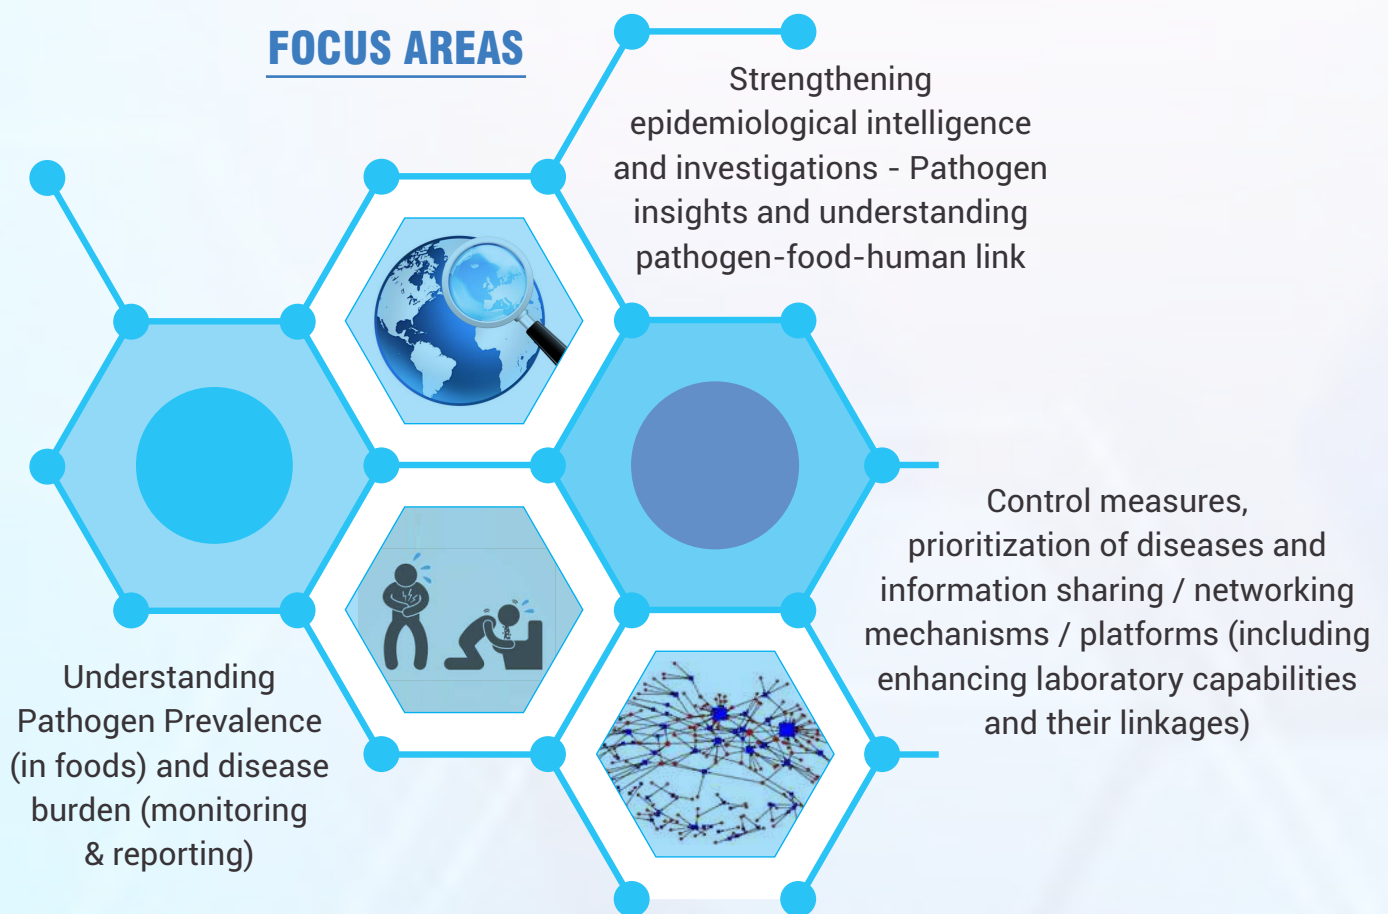 FOCUS AREAS
Strengthening
epidemiological intelligence
and investigations - Pathogen
insights and understanding
pathogen-food-human link
Control measures,
prioritization of diseases and
information sharing / networking
mechanisms / platforms (including
enhancing laboratory capabilities
and their linkages)
Understanding
Pathogen Prevalence
(in foods) and disease
burden (monitoring
& reporting)